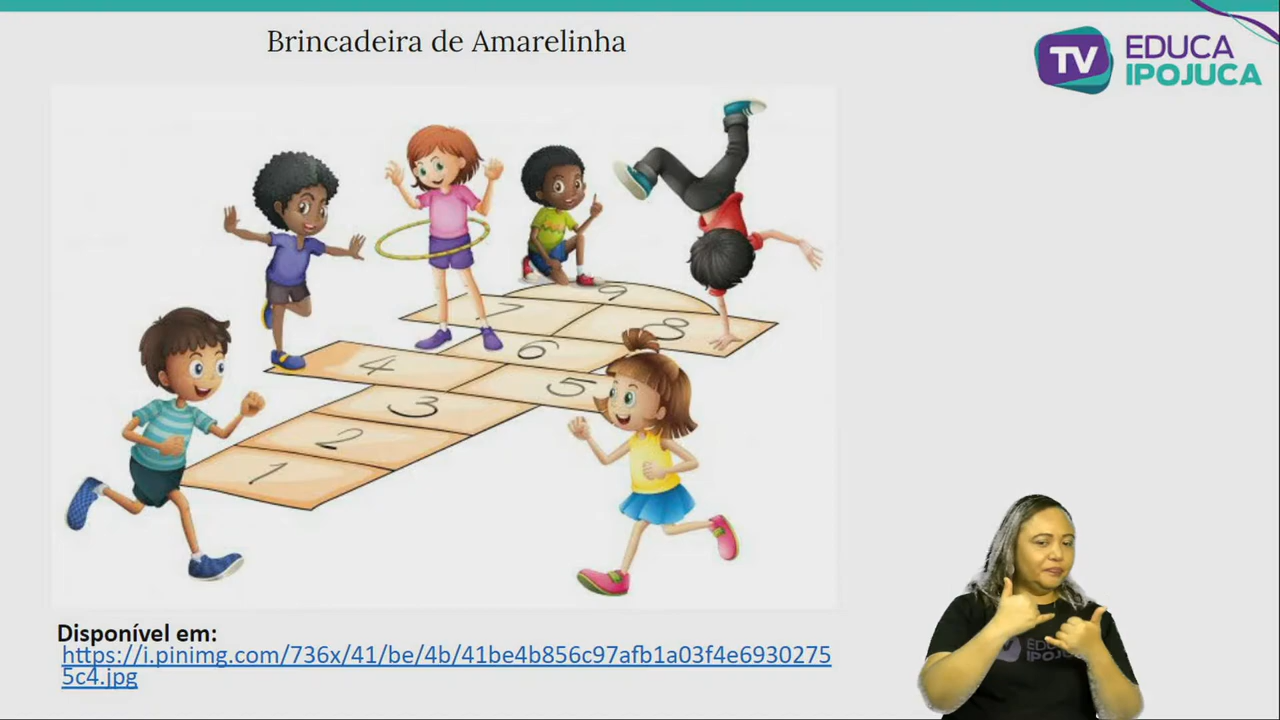 Brincadeira de Amarelinha
TV
EDUCA
IPOJUCA
9
7
8
6
4
5
3
2
1
Disponível em:
https://i.pinimg.com/736x/41/be/4b/41be4b856c97afb1a03f4e6930275
5c4.jpg